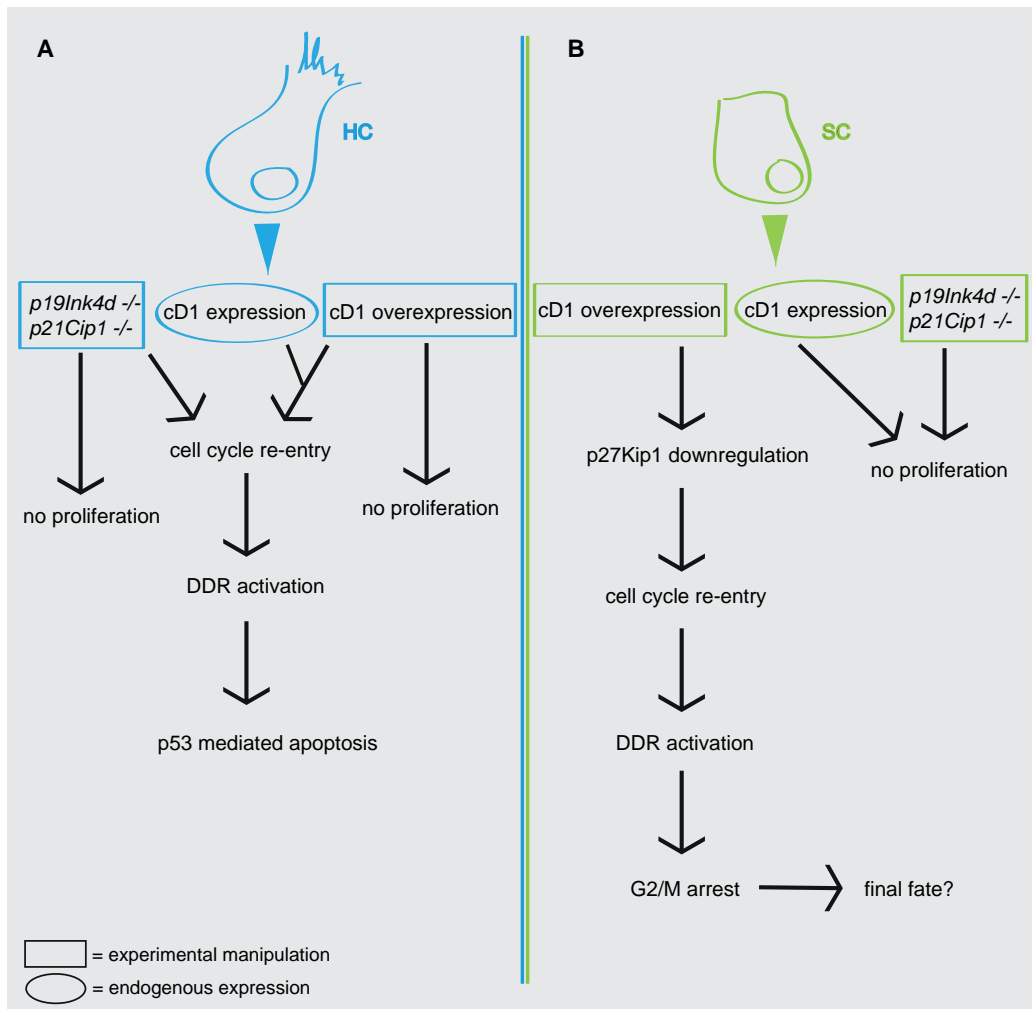 A
HC
p19Ink4d -/-
p21Cip1 -/-
cD1 expression
cD1 overexpression
cell cycle re-entry
no proliferation
no proliferation
DDR activation
p53 mediated apoptosis
= experimental manipulation
= endogenous expression
B
SC
cD1 overexpression
cD1 expression
p19Ink4d -/-
p21Cip1 -/-
p27Kip1 downregulation
no proliferation
cell cycle re-entry
DDR activation
G2/M arrest
final fate?